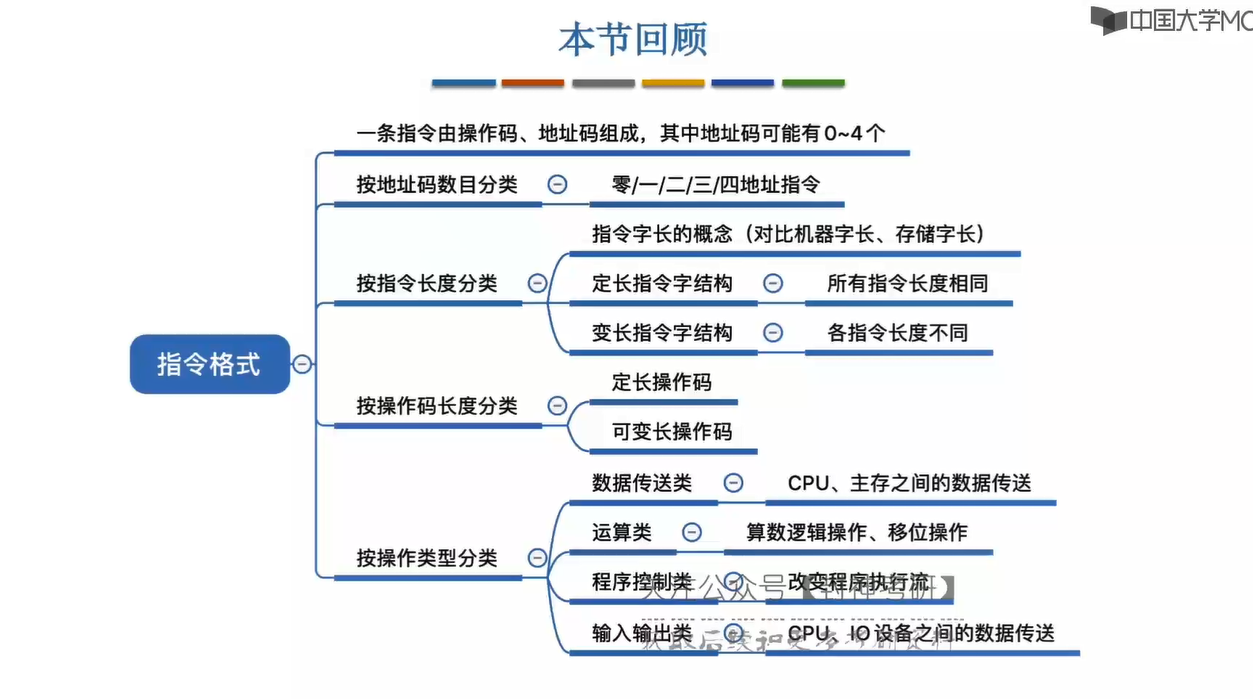 中国大学MO
本节回顾
一条指令由操作码、地址码组成，其中地址码可能有0~4个
按地址码数目分类
零/一/二/三/四地址指令
指令字长的概念（对比机器字长、存储字长）
按指令长度分类
定长指令字结构
所有指令长度相同
变长指令字结构
各指令长度不同
指令格式
定长操作码
按操作码长度分类
可变长操作码
数据传送类
CPU、主存之间的数据传送
运算类
算数逻辑操作、移位操作
按操作类型分类
程序控制类
改变程序执行流
公众号
输入输出类
CPU、IO设备之间的数据传送